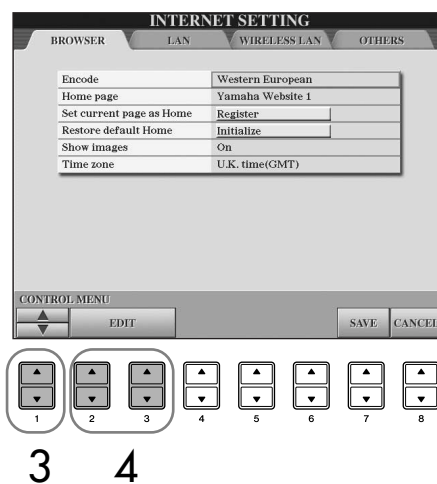 INTERNET SETTING
BROWSER LAN WIRELESS LAN OTHERS
Encode Western European
Home page Yamaha Website 1
Set current page as Home Register
Restore default Home Initialize
Show images On
Time zone U.K. time(GMT)
CONTROL MENU
EDIT SAVE CANCEL
1 2 3 4 5 6 7 8
3 4